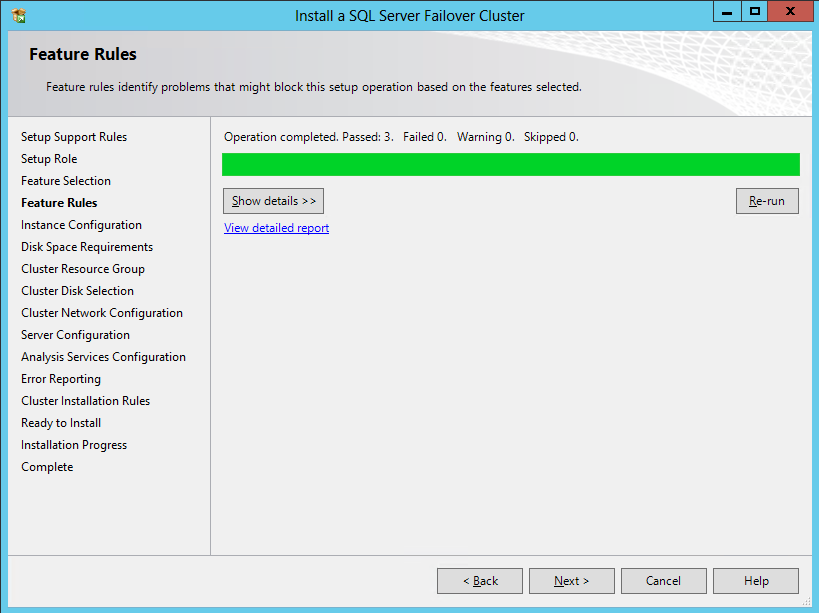 Install a SQL Server Failover Cluster
Feature Rules
Feature rules identify problems that might block this setup operation based on the features selected.
Setup Support Rules
Setup Role
Feature Selection
Feature Rules
Instance Configuration
Disk Space Requirements
Cluster Resource Group
Cluster Disk Selection
Cluster Network Configuration
Server Configuration
Analysis Services Configuration
Error Reporting
Cluster Installation Rules
Ready to Install
Installation Progress
Complete
Operation completed. Passed: 3. Failed 0. Warning 0. Skipped 0.
Show details >>
Re-run
View detailed report
< Back
Next >
Cancel
Help